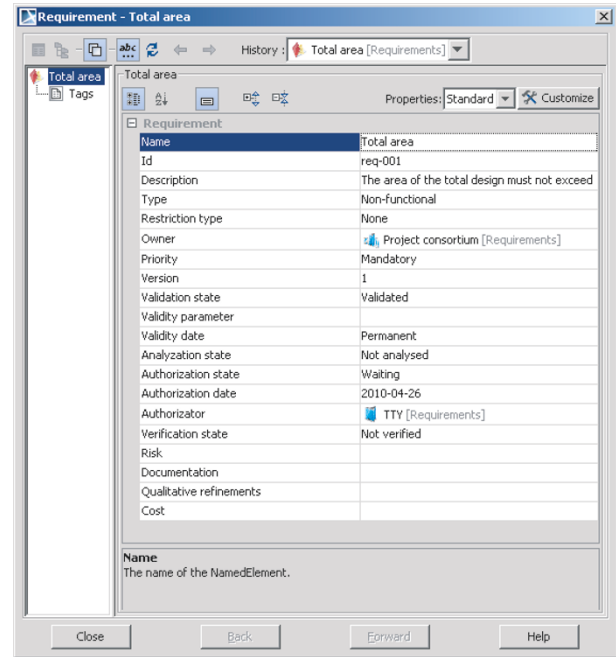 Requirement - Total area
abc History : Total area [Requirements]
Total area
Tags
Total area
Properties: Standard Customize
Requirement
Name Total area
Id req-001
Description The area of the total design must not exceed
Type Non-functional
Restriction type None
Owner Project consortium [Requirements]
Priority Mandatory
Version 1
Validation state Validated
Validity parameter
Validity date Permanent
Analyzation state Not analysed
Authorization state Waiting
Authorization date 2010-04-26
Authorizator TTY [Requirements]
Verification state Not verified
Risk
Documentation
Qualitative refinements
Cost
Name
The name of the NamedElement.
Close Back Forward Help